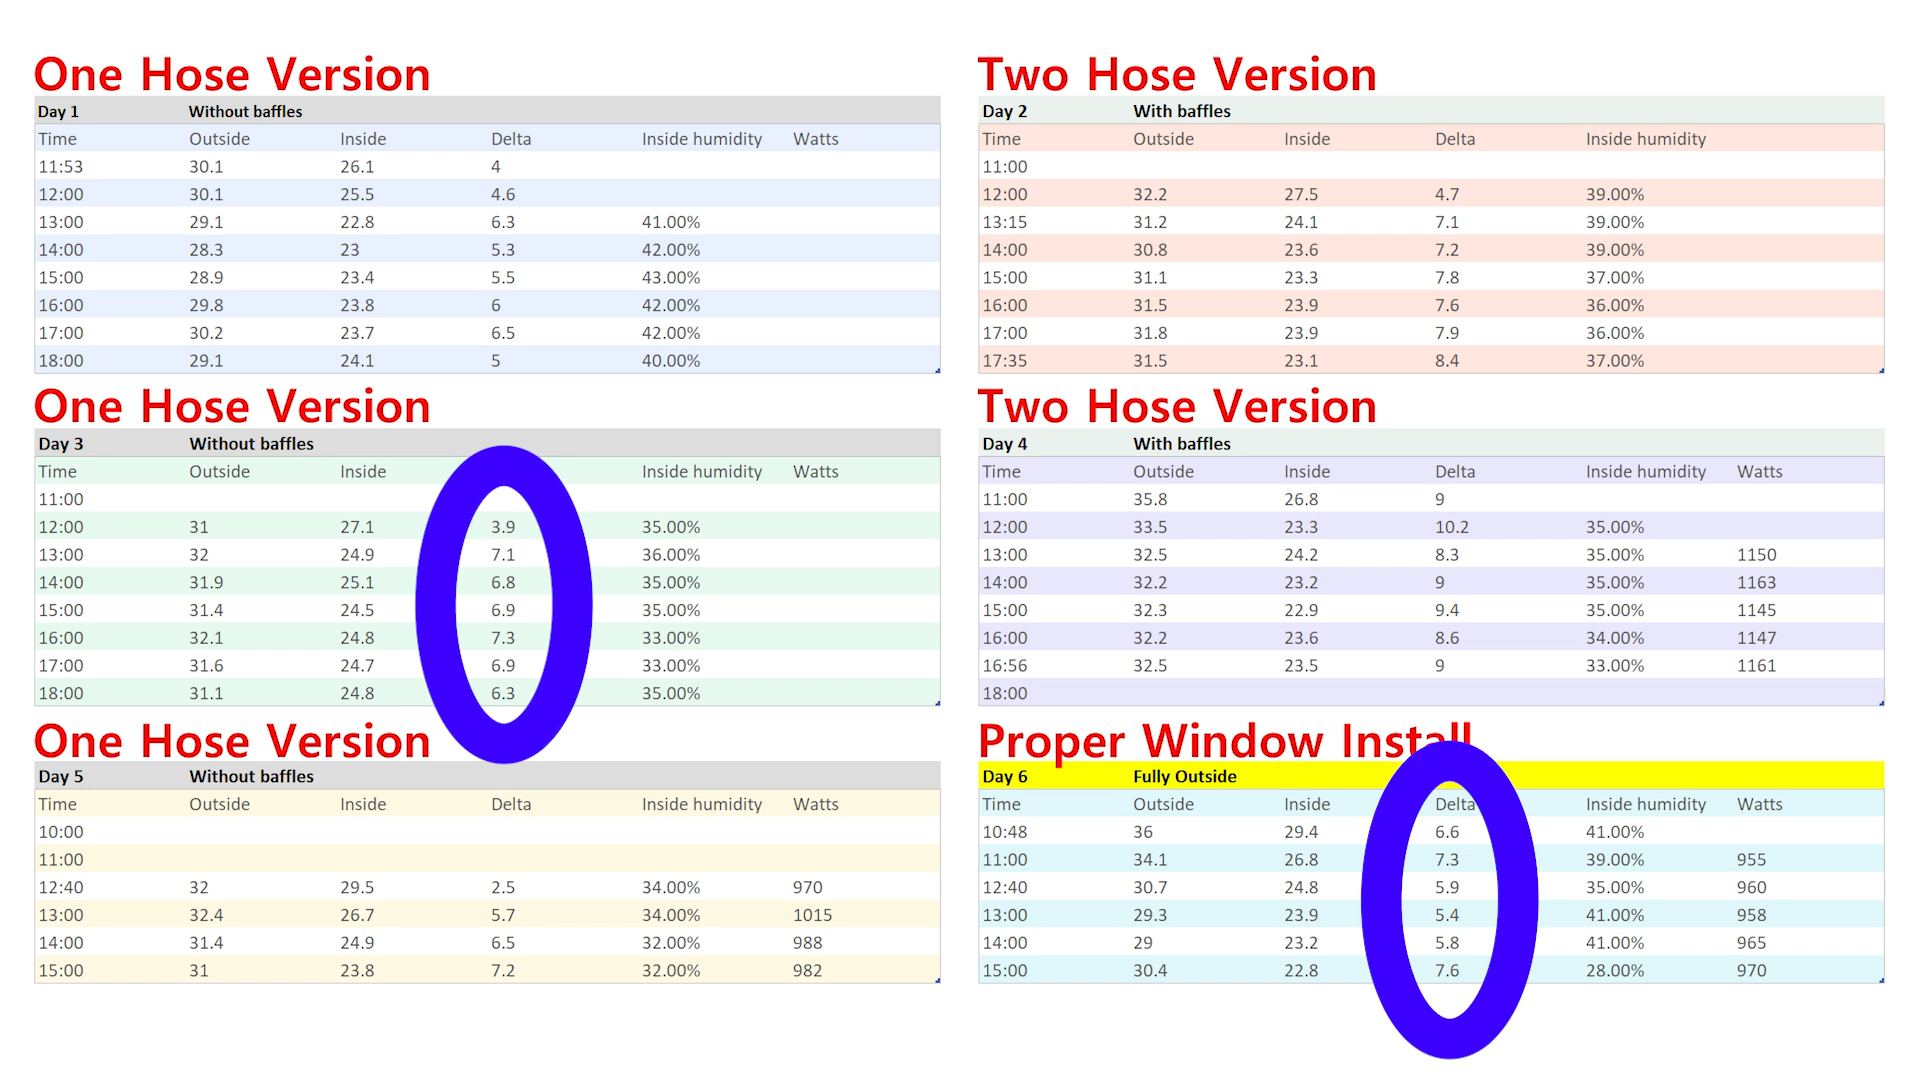 One Hose Version
Day 1 Without baffles
Time Outside Inside Delta Inside humidity Watts
11:53 30.1 26.1 4
12:00 30.1 25.5 4.6
13:00 29.1 22.8 6.3 41.00%
14:00 28.3 23 5.3 42.00%
15:00 28.9 23.4 5.5 43.00%
16:00 29.8 23.8 6 42.00%
17:00 30.2 23.7 6.5 42.00%
18:00 29.1 24.1 5 40.00%
Two Hose Version
Day 2 With baffles
Time Outside Inside Delta Inside humidity
11:00
12:00 32.2 27.5 4.7 39.00%
13:15 31.2 24.1 7.1 39.00%
14:00 30.8 23.6 7.2 39.00%
15:00 31.1 23.3 7.8 37.00%
16:00 31.5 23.9 7.6 36.00%
17:00 31.8 23.9 7.9 36.00%
17:35 31.5 23.1 8.4 37.00%
One Hose Version
Day 3 Without baffles
Time Outside Inside Inside humidity Watts
11:00
12:00 31 27.1 3.9 35.00%
13:00 32 24.9 7.1 36.00%
14:00 31.9 25.1 6.8 35.00%
15:00 31.4 24.5 6.9 35.00%
16:00 32.1 24.8 7.3 33.00%
17:00 31.6 24.7 6.9 33.00%
18:00 31.1 24.8 6.3 35.00%
Two Hose Version
Day 4 With baffles
Time Outside Inside Delta Inside humidity Watts
11:00 35.8 26.8 9
12:00 33.5 23.3 10.2 35.00%
13:00 32.5 24.2 8.3 35.00% 1150
14:00 32.2 23.2 9 35.00% 1163
15:00 32.3 22.9 9.4 35.00% 1145
16:00 32.2 23.6 8.6 34.00% 1147
16:56 32.5 23.5 9 33.00% 1161
18:00
One Hose Version
Day 5 Without baffles
Time Outside Inside Delta Inside humidity Watts
10:00
11:00
12:40 32 29.5 2.5 34.00% 970
13:00 32.4 26.7 5.7 34.00% 1015
14:00 31.4 24.9 6.5 32.00% 988
15:00 31 23.8 7.2 32.00% 982
Proper Window Install
Day 6 Fully Outside
Time Outside Inside Delta Inside humidity Watts
10:48 36 29.4 6.6 41.00%
11:00 34.1 26.8 7.3 39.00% 955
12:40 30.7 24.8 5.9 35.00% 960
13:00 29.3 23.9 5.4 41.00% 958
14:00 29 23.2 5.8 41.00% 965
15:00 30.4 22.8 7.6 28.00% 970